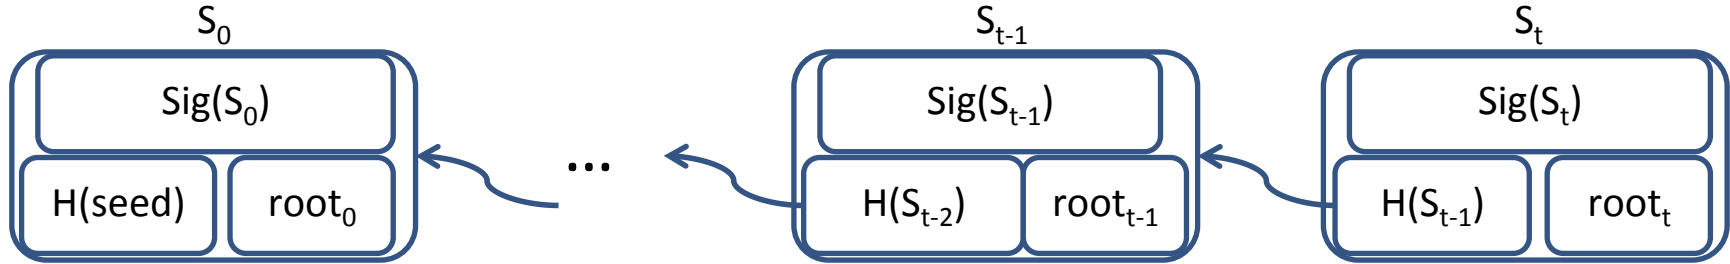 S₀ Sₜ₋₁ Sₜ
Sig(S₀) Sig(Sₜ₋₁) Sig(Sₜ)
...
H(seed) root₀ H(Sₜ₋₂) rootₜ₋₁ H(Sₜ₋₁) rootₜ